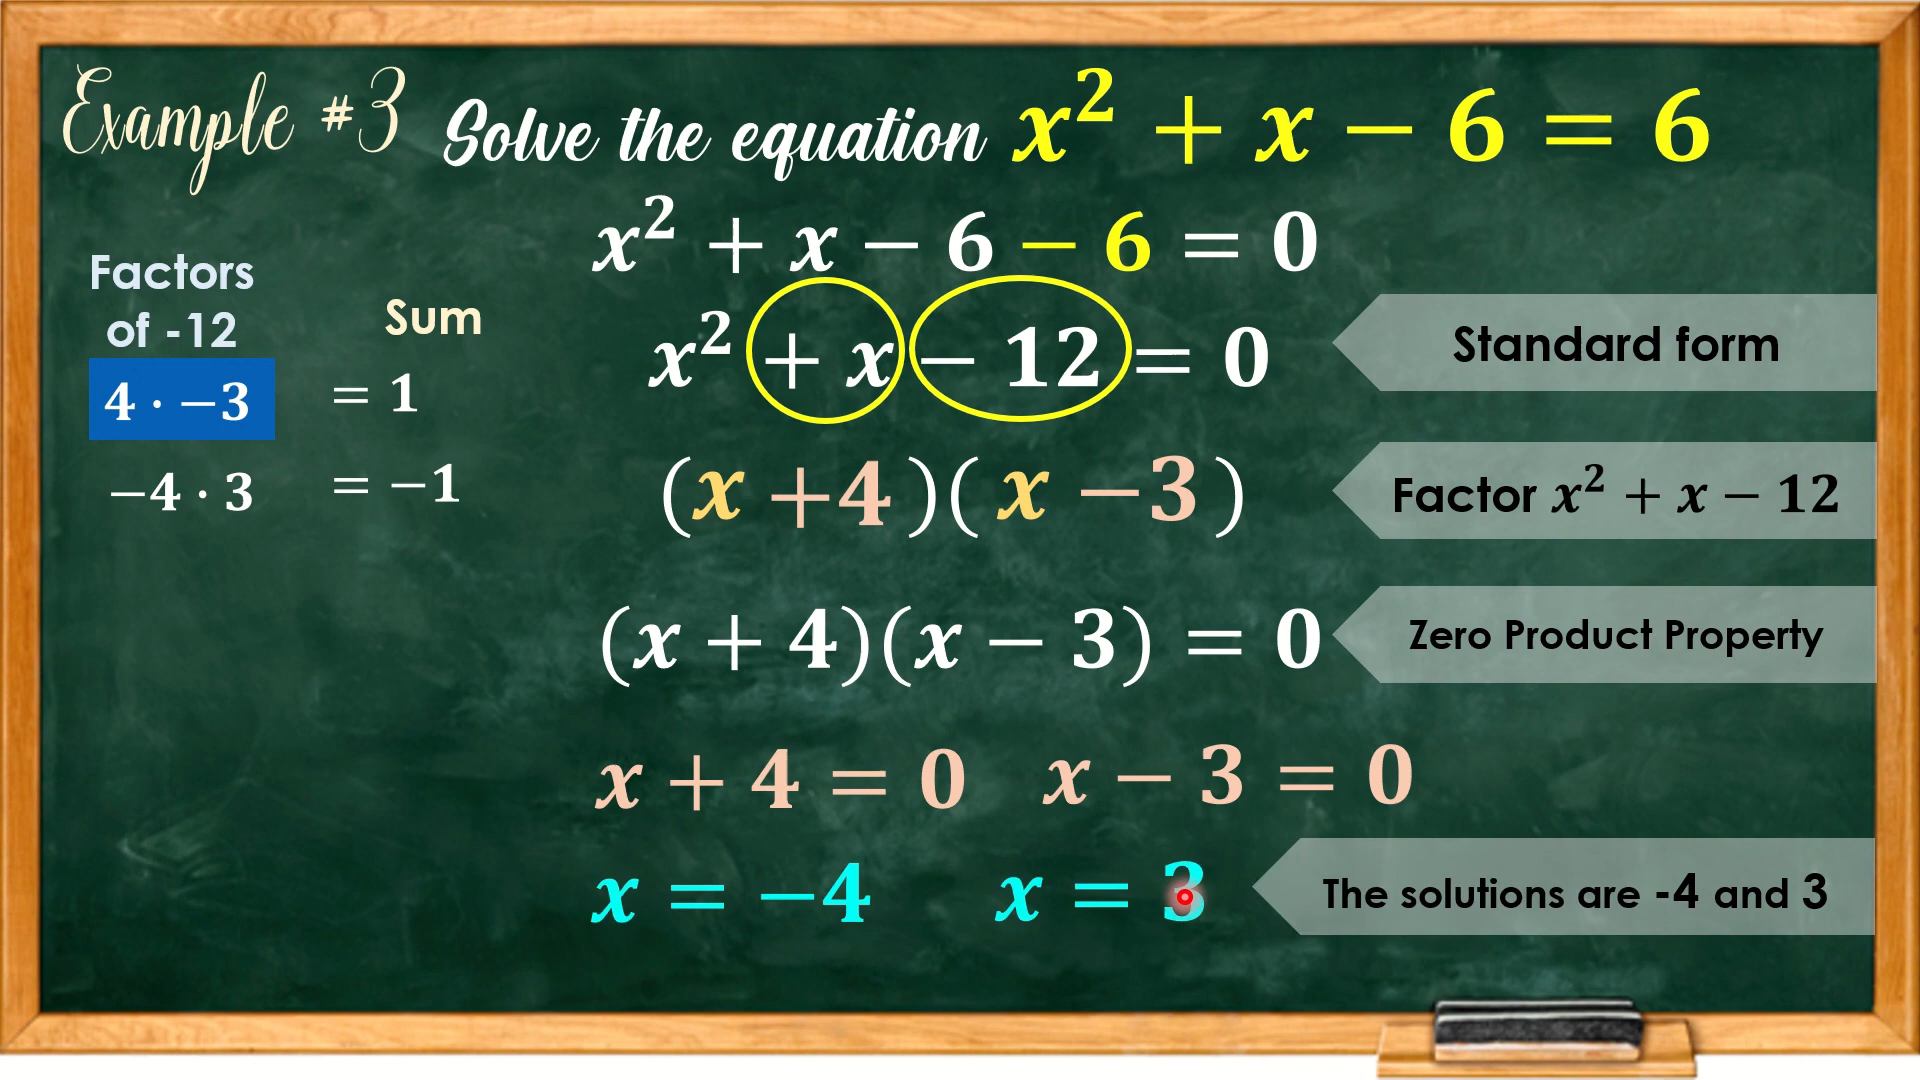 Example #3 Solve the equation x² + x − 6 = 6
x² + x − 6 − 6 = 0
Factors
of -12
Sum
x² + x − 12 = 0
Standard form
4 · −3 = 1
−4 · 3 = −1
(x +4)( x −3 )
Factor x² + x − 12
(x + 4)(x − 3) = 0
Zero Product Property
x + 4 = 0 x − 3 = 0
x = −4 x = 3
The solutions are -4 and 3